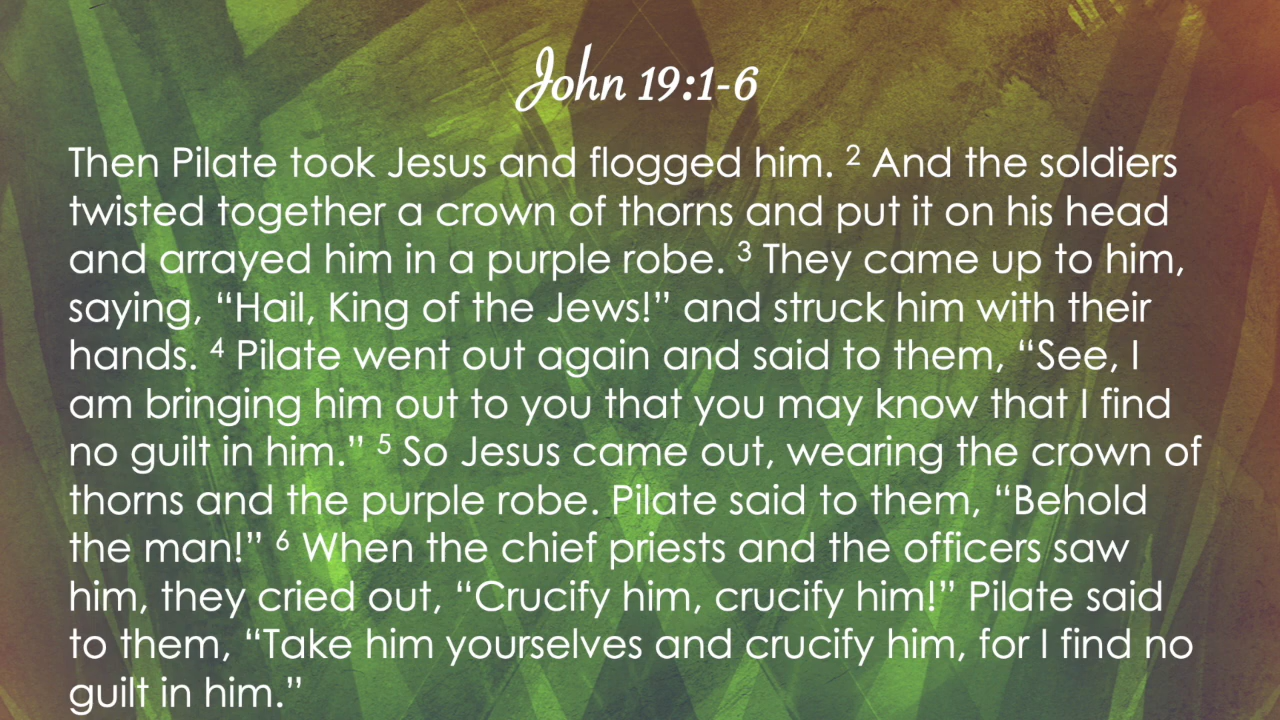 John 19:1-6
Then Pilate took Jesus and flogged him. ² And the soldiers
twisted together a crown of thorns and put it on his head
and arrayed him in a purple robe. ³ They came up to him,
saying, “Hail, King of the Jews!” and struck him with their
hands. ⁴ Pilate went out again and said to them, “See, I
am bringing him out to you that you may know that I find
no guilt in him.” ⁵ So Jesus came out, wearing the crown of
thorns and the purple robe. Pilate said to them, “Behold
the man!” ⁶ When the chief priests and the officers saw
him, they cried out, “Crucify him, crucify him!” Pilate said
to them, “Take him yourselves and crucify him, for I find no
guilt in him.”